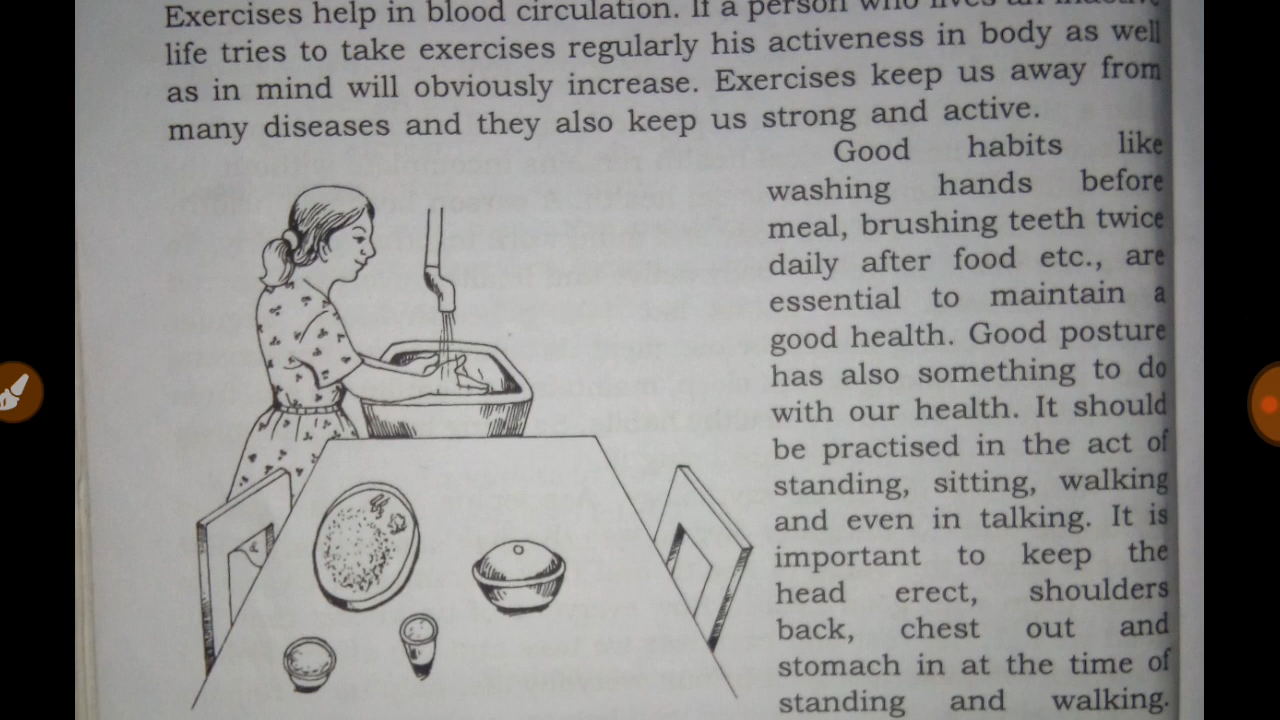 Exercises help in blood circulation. If a person who lives an inactive
life tries to take exercises regularly his activeness in body as well
as in mind will obviously increase. Exercises keep us away from
many diseases and they also keep us strong and active.
Good habits like
washing hands before
meal, brushing teeth twice
daily after food etc., are
essential to maintain a
good health. Good posture
has also something to do
with our health. It should
be practised in the act of
standing, sitting, walking
and even in talking. It is
important to keep the
head erect, shoulders
back, chest out and
stomach in at the time of
standing and walking.